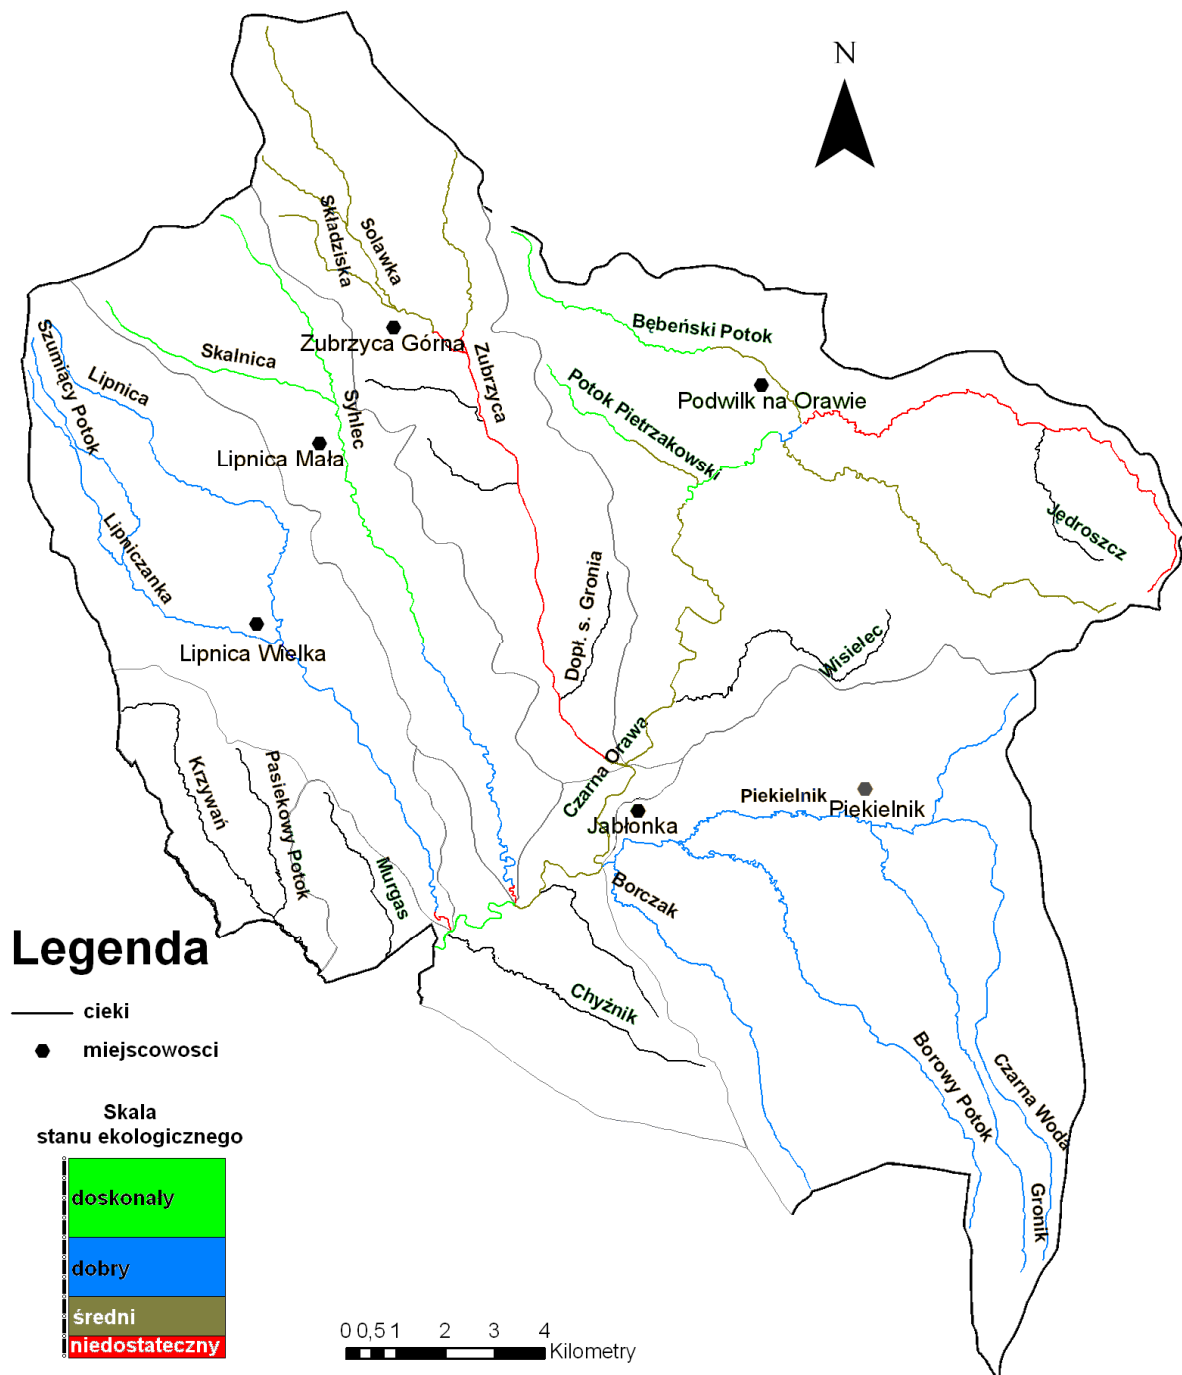 N
Składziska
Solawka
Bębeński Potok
Zubrzyca Górna
Zubrzyca
Skalnica
Szumiący Potok
Lipnica
Syhlec
Potok Pietrzakowski
Podwilk na Orawie
Lipnica Mała
Jędroszcz
Lipniczanka
Dopł. s. Gronia
Lipnica Wielka
Wisielec
Czarna Orawa
Krzywań
Pasiekowy Potok
Piekielnik
Piekielnik
Jabłonka
Murgas
Borczak
Chyżnik
Borowy Potok
Czarna Woda
Gronik
Legenda
cieki
miejscowosci
Skala
stanu ekologicznego
doskonały
dobry
średni
niedostateczny
0 0,5 1 2 3 4
Kilometry